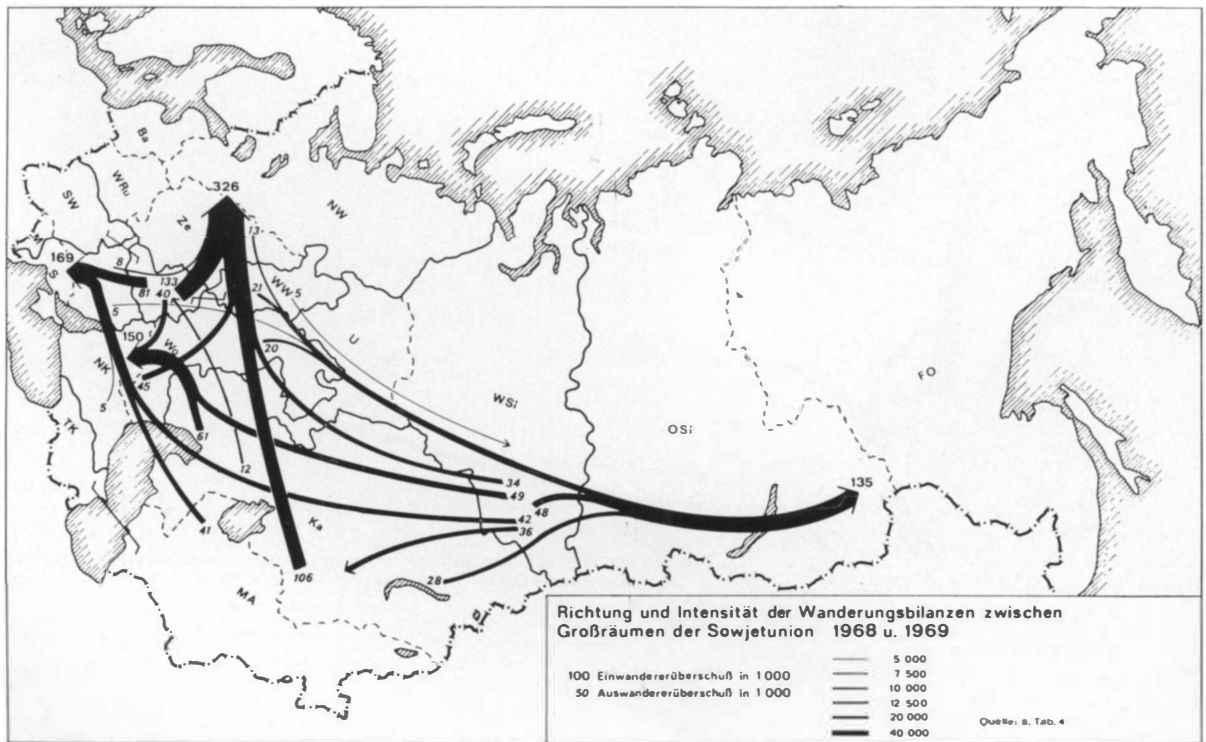 Ba
WRu
SW
326
Ze
NW
13
M
169
S
8
133
81
40
21
WW
5
5
U
150
Wo
20
NK
45
5
WSi
FO
TK
61
OSi
12
34
135
49
48
42
41
Ka
36
106
28
MA
Richtung und Intensität der Wanderungsbilanzen zwischen
Großräumen der Sowjetunion 1968 u. 1969
100 Einwandererüberschuß in 1000
50 Auswandererüberschuß in 1000
5 000
7 500
10 000
12 500
20 000
40 000
Quelle: 8, Tab. 4